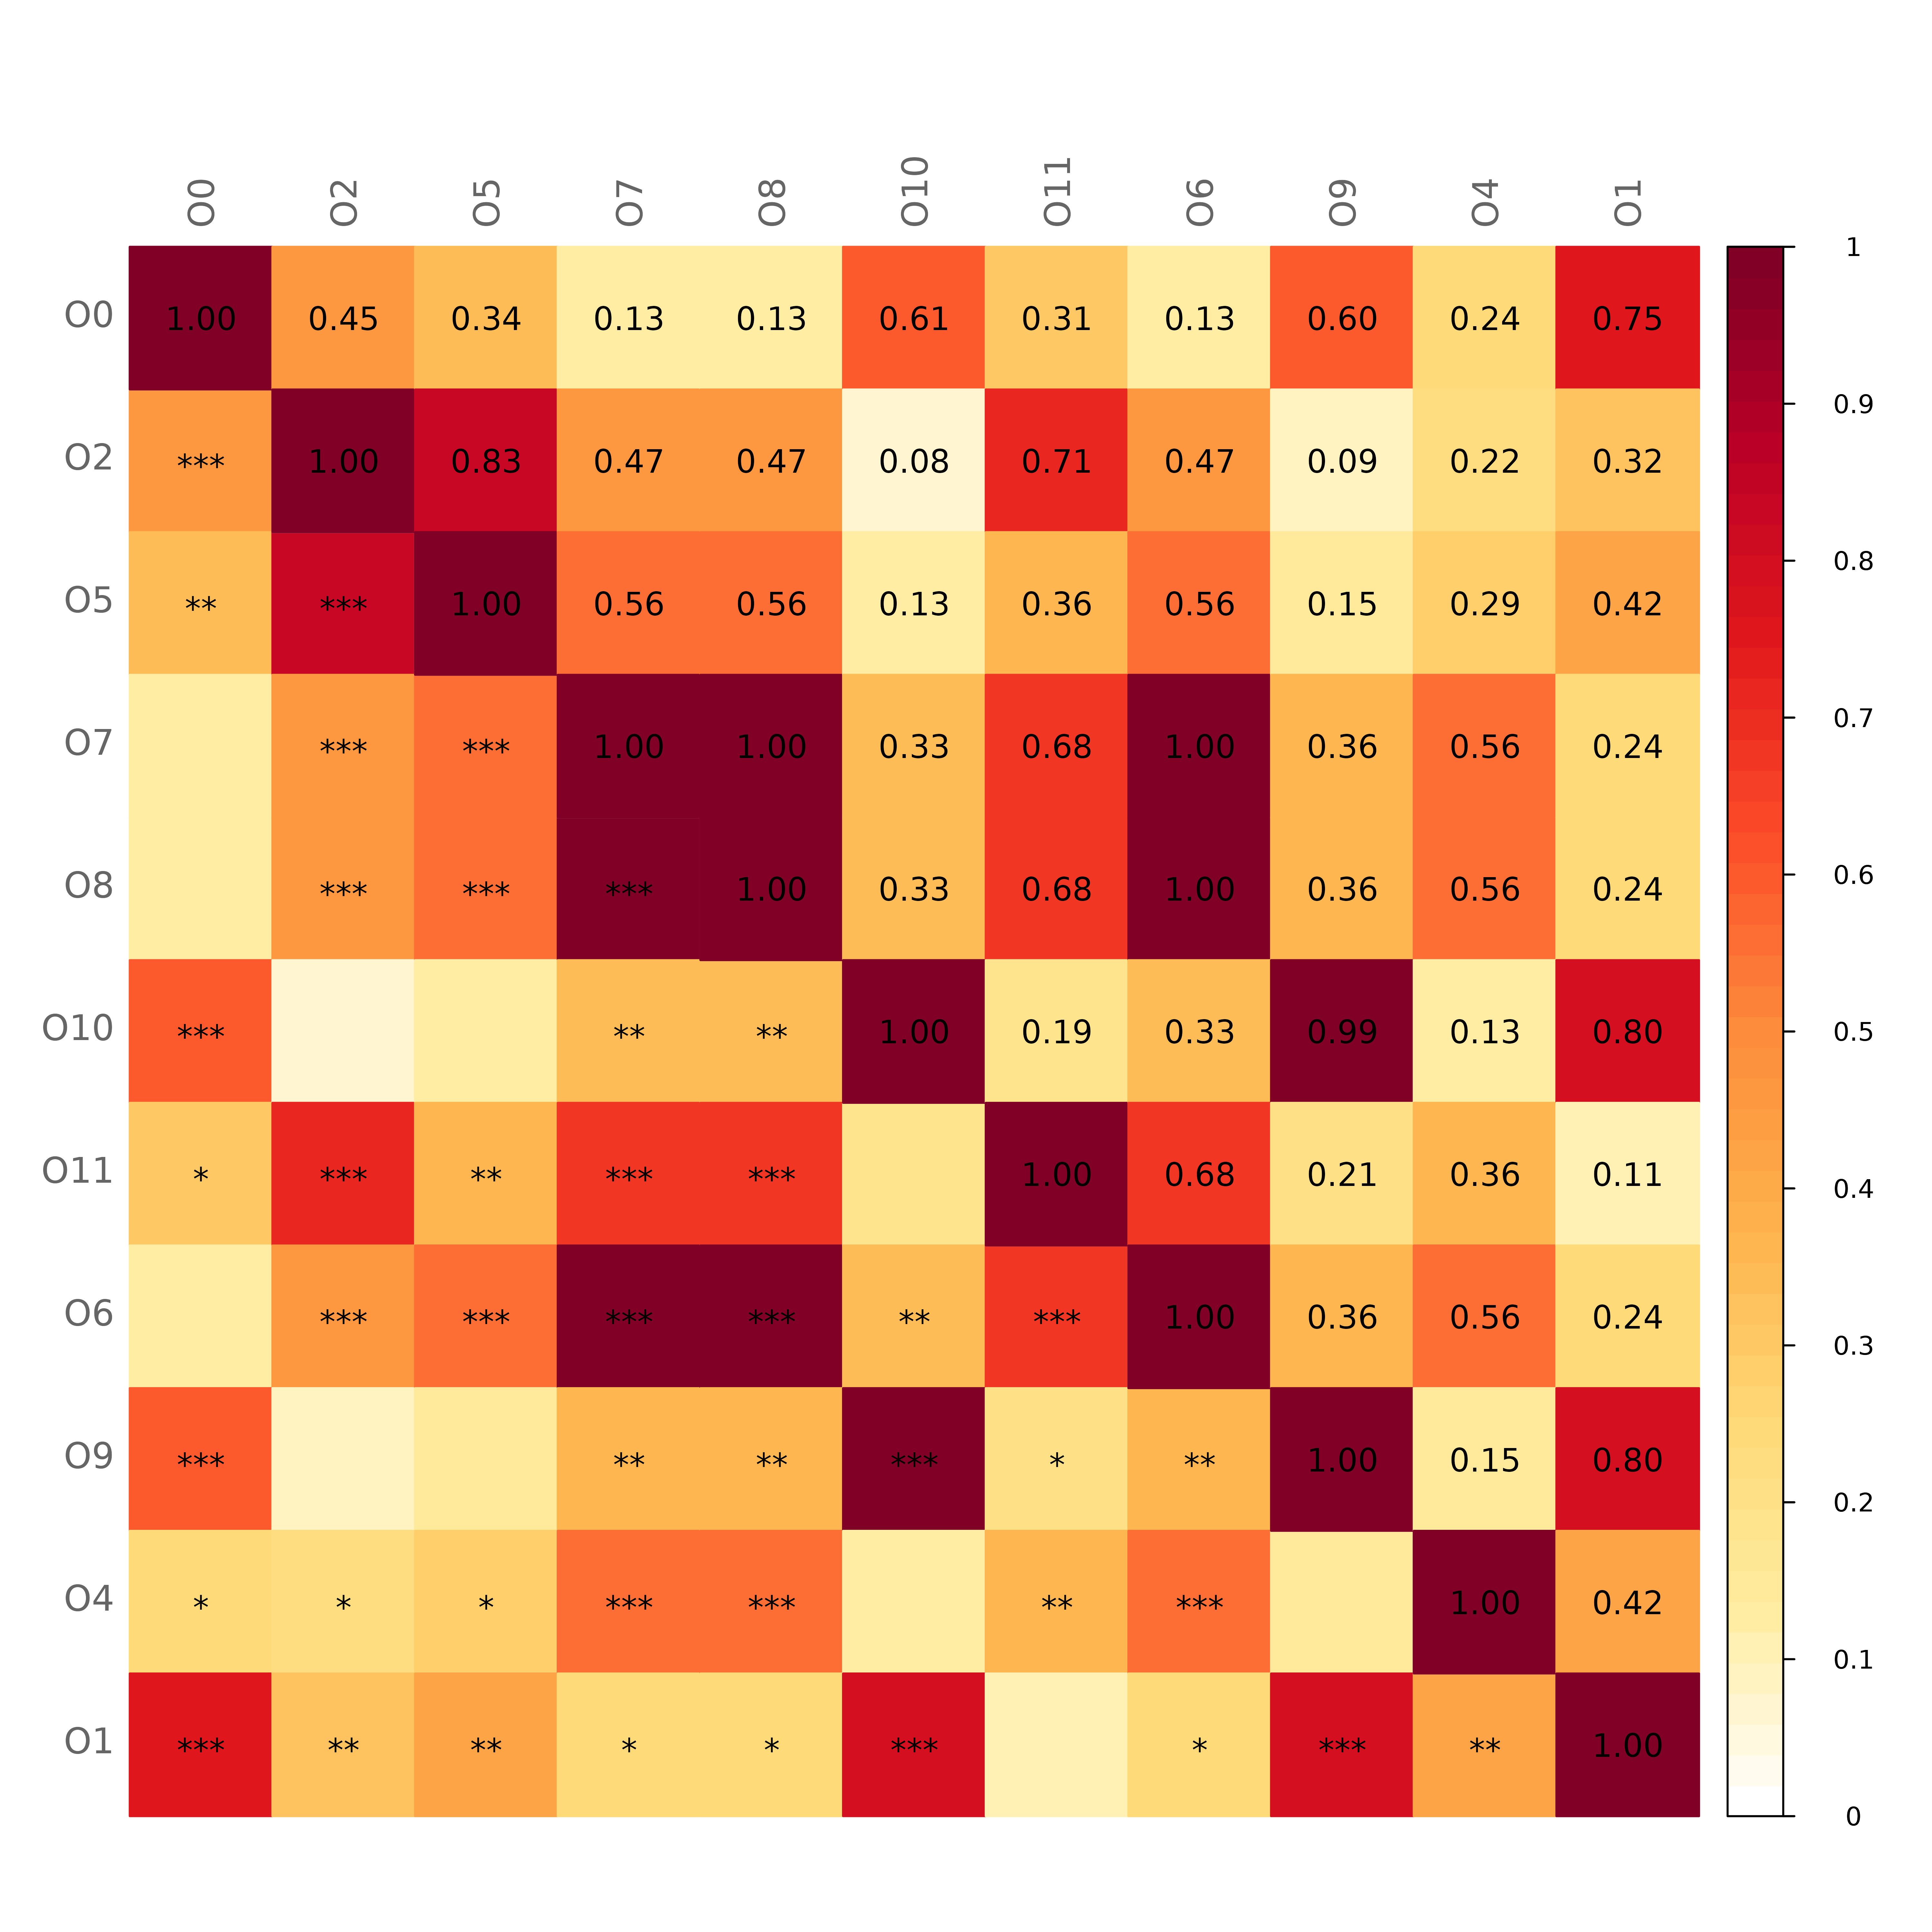 O0 O2 O5 O7 O8 O10 O11 O6 O9 O4 O1
O0 1.00 0.45 0.34 0.13 0.13 0.61 0.31 0.13 0.60 0.24 0.75
O2 *** 1.00 0.83 0.47 0.47 0.08 0.71 0.47 0.09 0.22 0.32
O5 ** *** 1.00 0.56 0.56 0.13 0.36 0.56 0.15 0.29 0.42
O7 *** *** 1.00 1.00 0.33 0.68 1.00 0.36 0.56 0.24
O8 *** *** *** 1.00 0.33 0.68 1.00 0.36 0.56 0.24
O10 *** ** ** 1.00 0.19 0.33 0.99 0.13 0.80
O11 * *** ** *** *** 1.00 0.68 0.21 0.36 0.11
O6 *** *** *** *** ** *** 1.00 0.36 0.56 0.24
O9 *** ** ** *** * ** 1.00 0.15 0.80
O4 * * * *** *** ** *** 1.00 0.42
O1 *** ** ** * * *** * *** ** 1.00
1
0.9
0.8
0.7
0.6
0.5
0.4
0.3
0.2
0.1
0